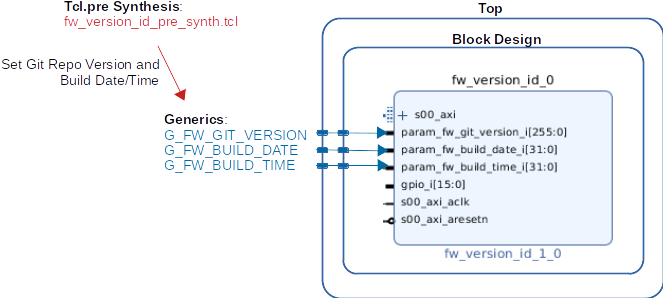 Tcl.pre Synthesis:
fw_version_id_pre_synth.tcl
Set Git Repo Version and
Build Date/Time
Generics:
G_FW_GIT_VERSION
G_FW_BUILD_DATE
G_FW_BUILD_TIME
Top
Block Design
fw_version_id_0
s00_axi
param_fw_git_version_i[255:0]
param_fw_build_date_i[31:0]
param_fw_build_time_i[31:0]
gpio_i[15:0]
s00_axi_aclk
s00_axi_aresetn
fw_version_id_1_0